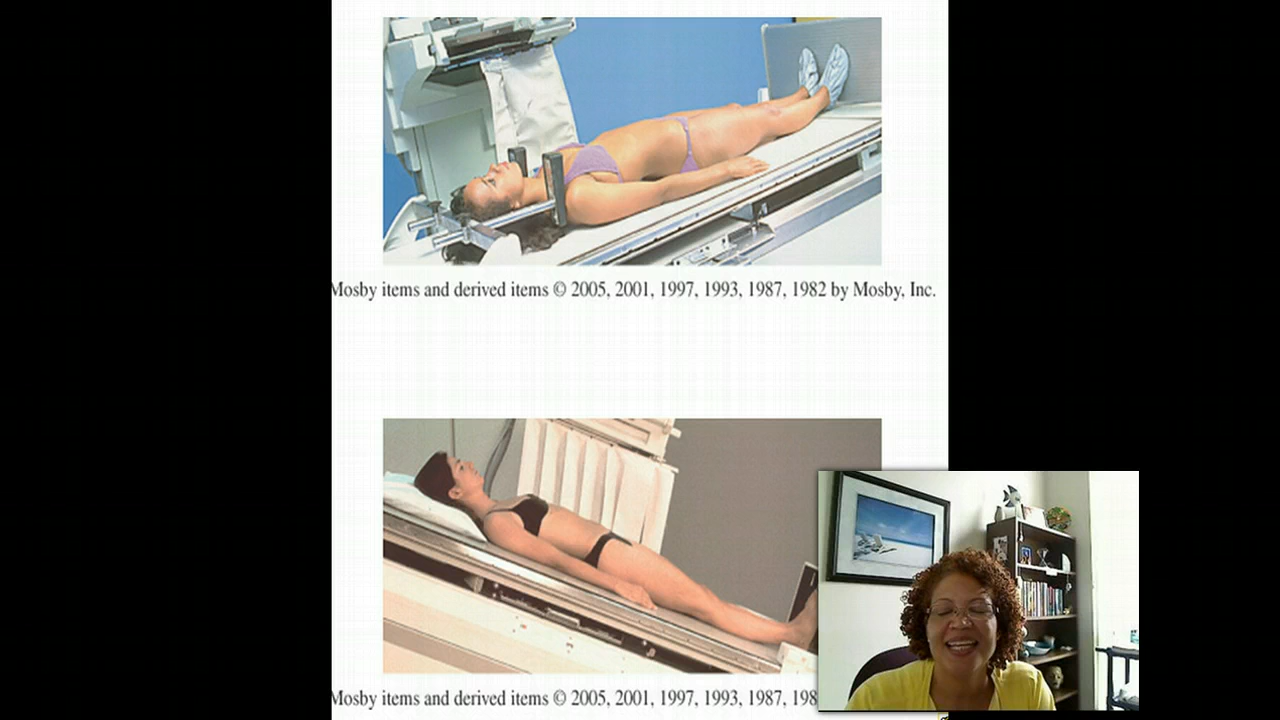 Mosby items and derived items © 2005, 2001, 1997, 1993, 1987, 1982 by Mosby, Inc.
Mosby items and derived items © 2005, 2001, 1997, 1993, 1987, 198